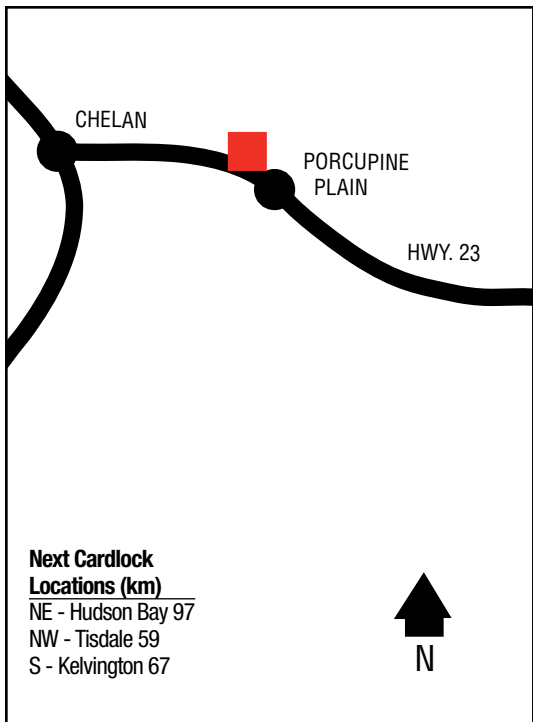 CHELAN
PORCUPINE
PLAIN
HWY. 23
Next Cardlock
Locations (km)
NE - Hudson Bay 97
NW - Tisdale 59
S - Kelvington 67
N